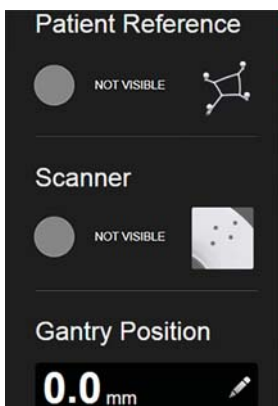 Patient Reference
NOT VISIBLE
Scanner
NOT VISIBLE
Gantry Position
0.0 mm